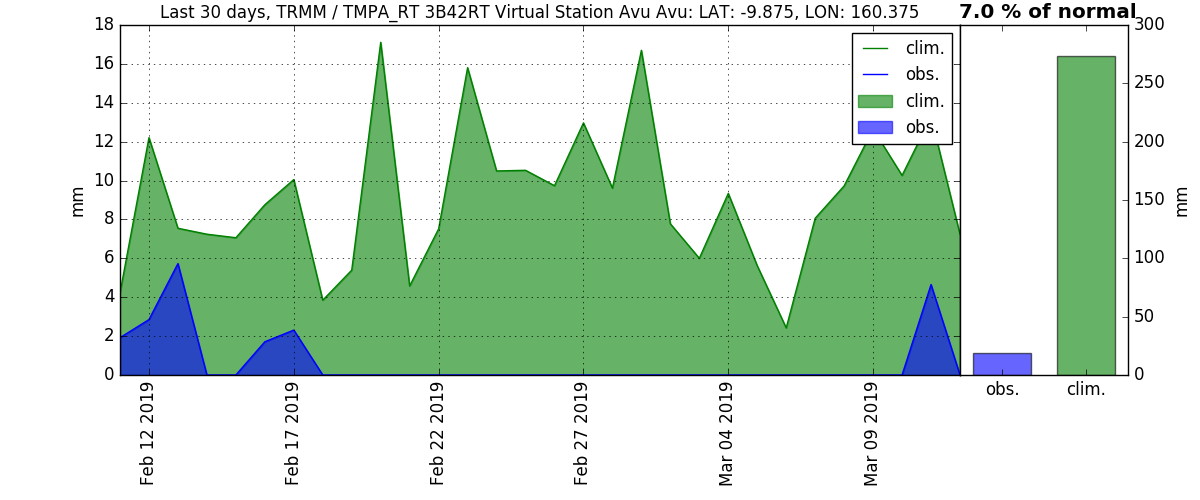 Last 30 days, TRMM / TMPA_RT 3B42RT Virtual Station Avu Avu: LAT: -9.875, LON: 160.375
7.0 % of normal
18
16
14
12
10
8
6
4
2
0
mm
clim.
obs.
clim.
obs.
Feb 12 2019
Feb 17 2019
Feb 22 2019
Feb 27 2019
Mar 04 2019
Mar 09 2019
300
250
200
150
100
50
0
mm
obs.
clim.